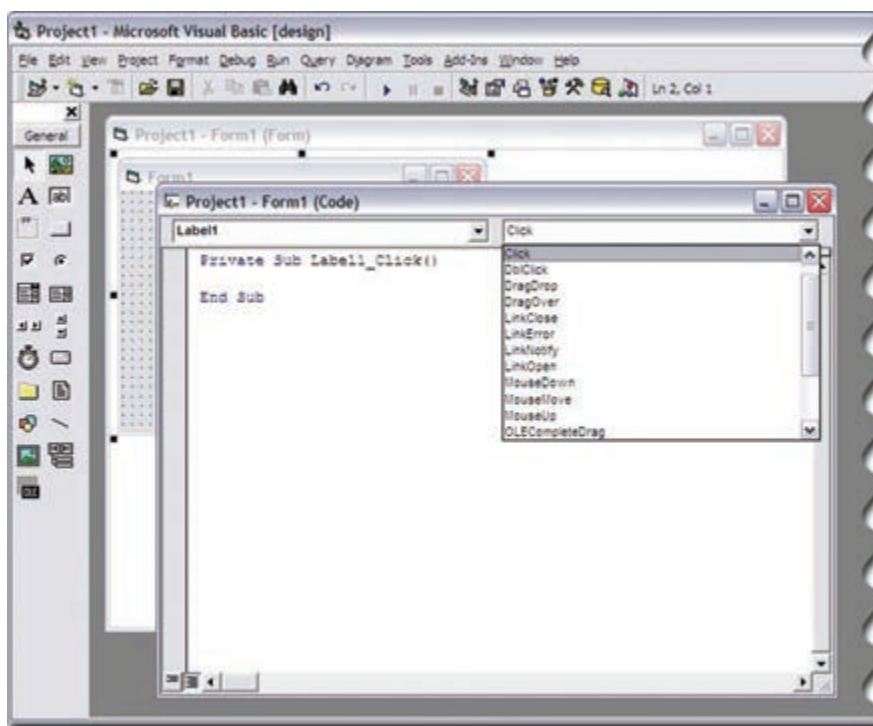 Project1 - Microsoft Visual Basic [design]
File Edit View Project Format Debug Run Query Diagram Tools Add-Ins Window Help
Ln 2, Col 1
General
Project1 - Form1 (Form)
A
ab|
Form1
Project1 - Form1 (Code)
Label1
Click
Private Sub Label1_Click()
End Sub
Click
DblClick
DragDrop
DragOver
LinkClose
LinkError
LinkNotify
LinkOpen
MouseDown
MouseMove
MouseUp
OLECompleteDrag
OLE